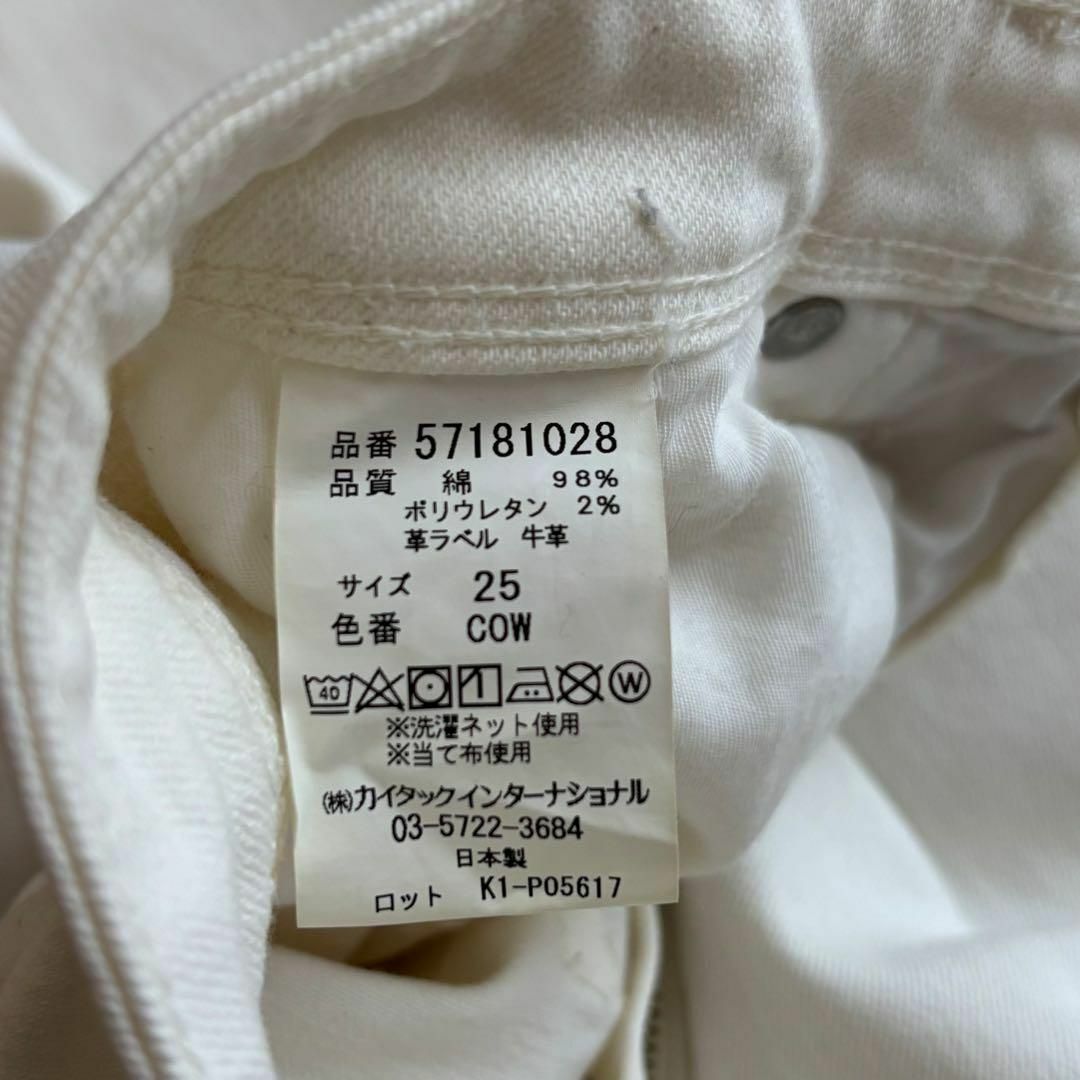 品番 57181028
品質 綿 98%
ポリウレタン 2%
革ラベル 牛革
サイズ 25
色番 COW
40 W
※洗濯ネット使用
※当て布使用
(株)カイタックインターナショナル
03-5722-3684
日本製
ロット K1-P05617